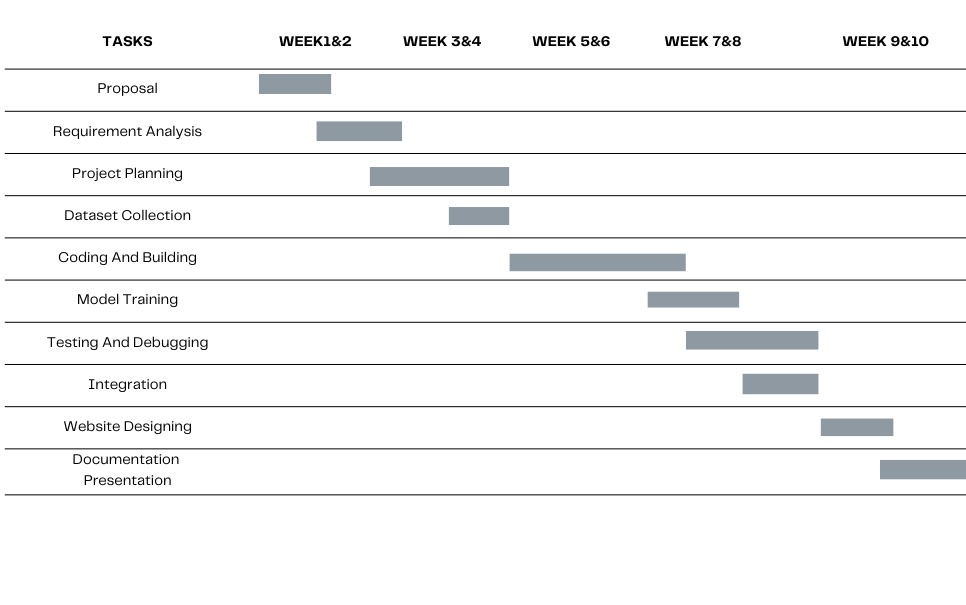 TASKS WEEK1&2 WEEK 3&4 WEEK 5&6 WEEK 7&8 WEEK 9&10
Proposal
Requirement Analysis
Project Planning
Dataset Collection
Coding And Building
Model Training
Testing And Debugging
Integration
Website Designing
Documentation
Presentation